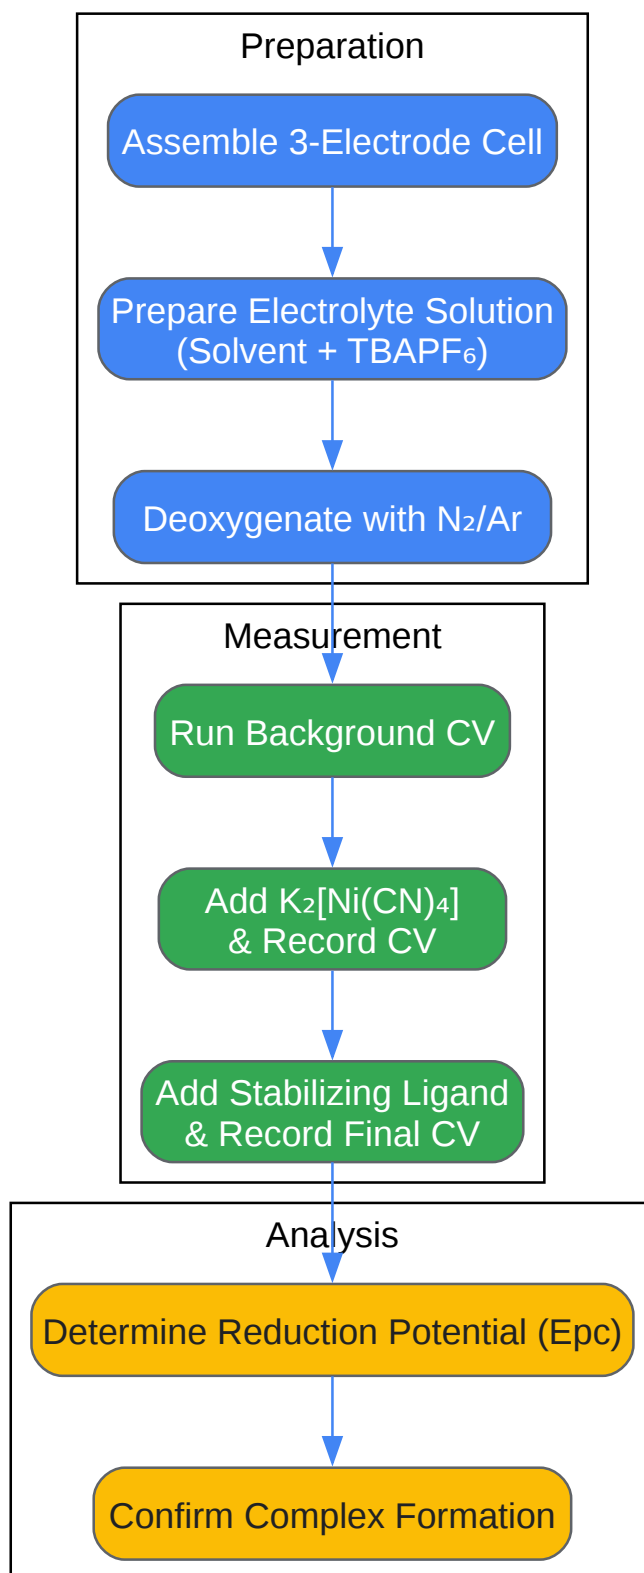 Preparation
Assemble 3-Electrode Cell
Prepare Electrolyte Solution
(Solvent + TBAPF₆)
Deoxygenate with N₂/Ar
Measurement
Run Background CV
Add K₂[Ni(CN)₄]
& Record CV
Add Stabilizing Ligand
& Record Final CV
Analysis
Determine Reduction Potential (Epc)
Confirm Complex Formation